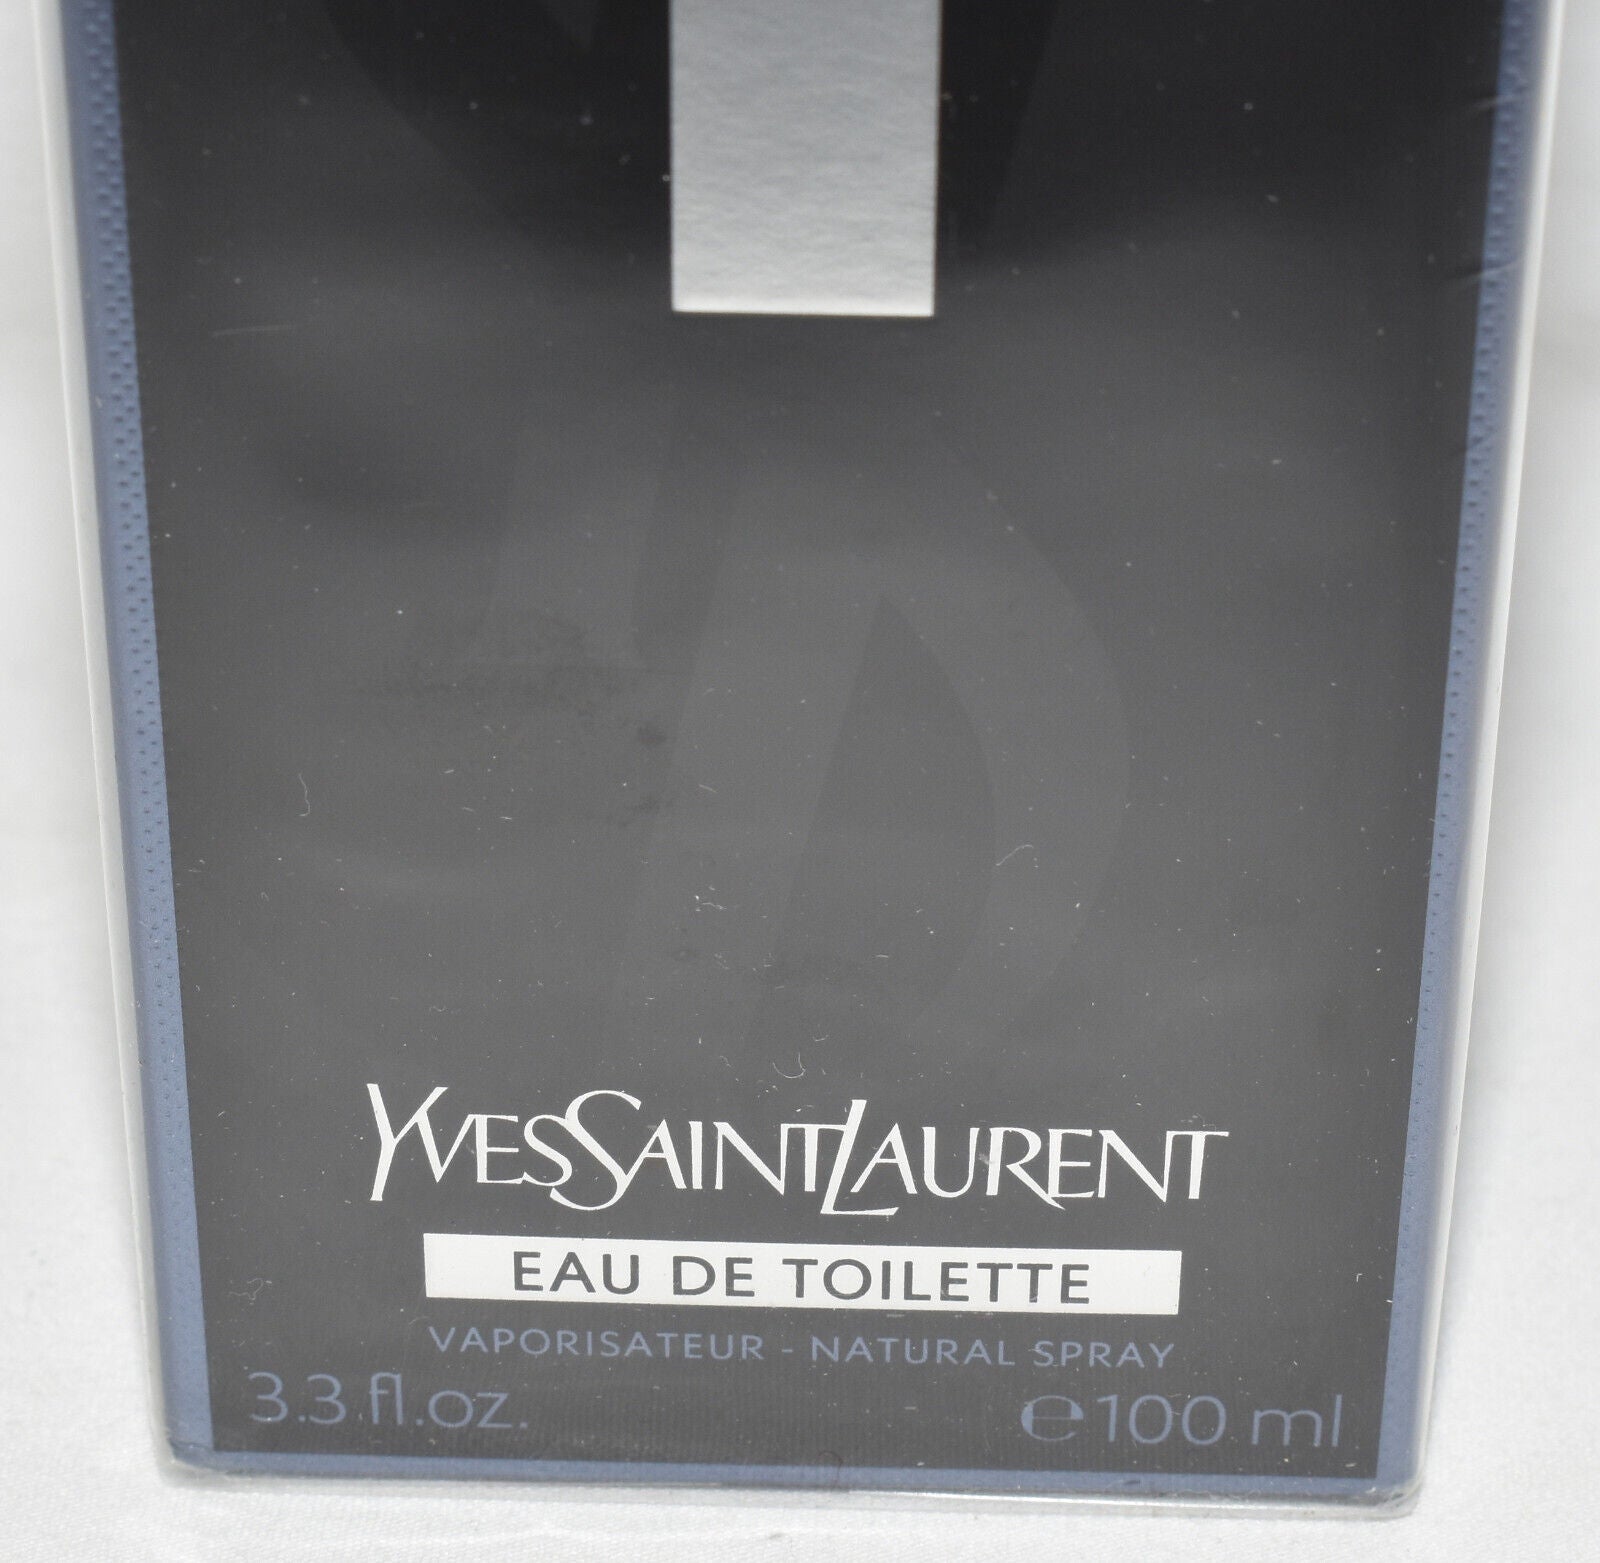 YVESSAINTLAURENT
EAU DE TOILETTE
VAPORISATEUR - NATURAL SPRAY
3.3 fl.oz. ℮100 ml